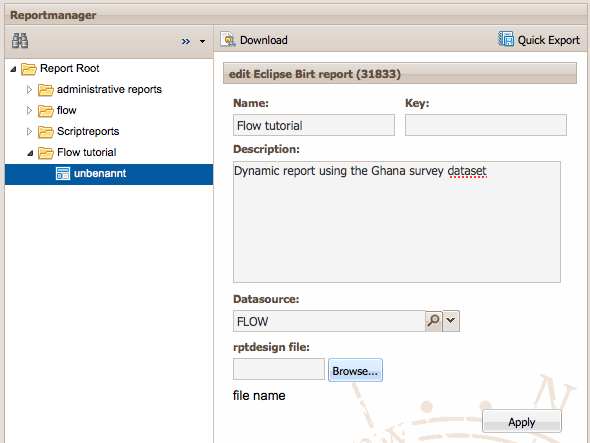 Reportmanager
»
Download
Quick Export
Report Root
administrative reports
flow
Scriptreports
Flow tutorial
unbenannt
edit Eclipse Birt report (31833)
Name:
Key:
Flow tutorial
Description:
Dynamic report using the Ghana survey dataset
Datasource:
FLOW
rptdesign file:
Browse...
file name
N
W
Apply